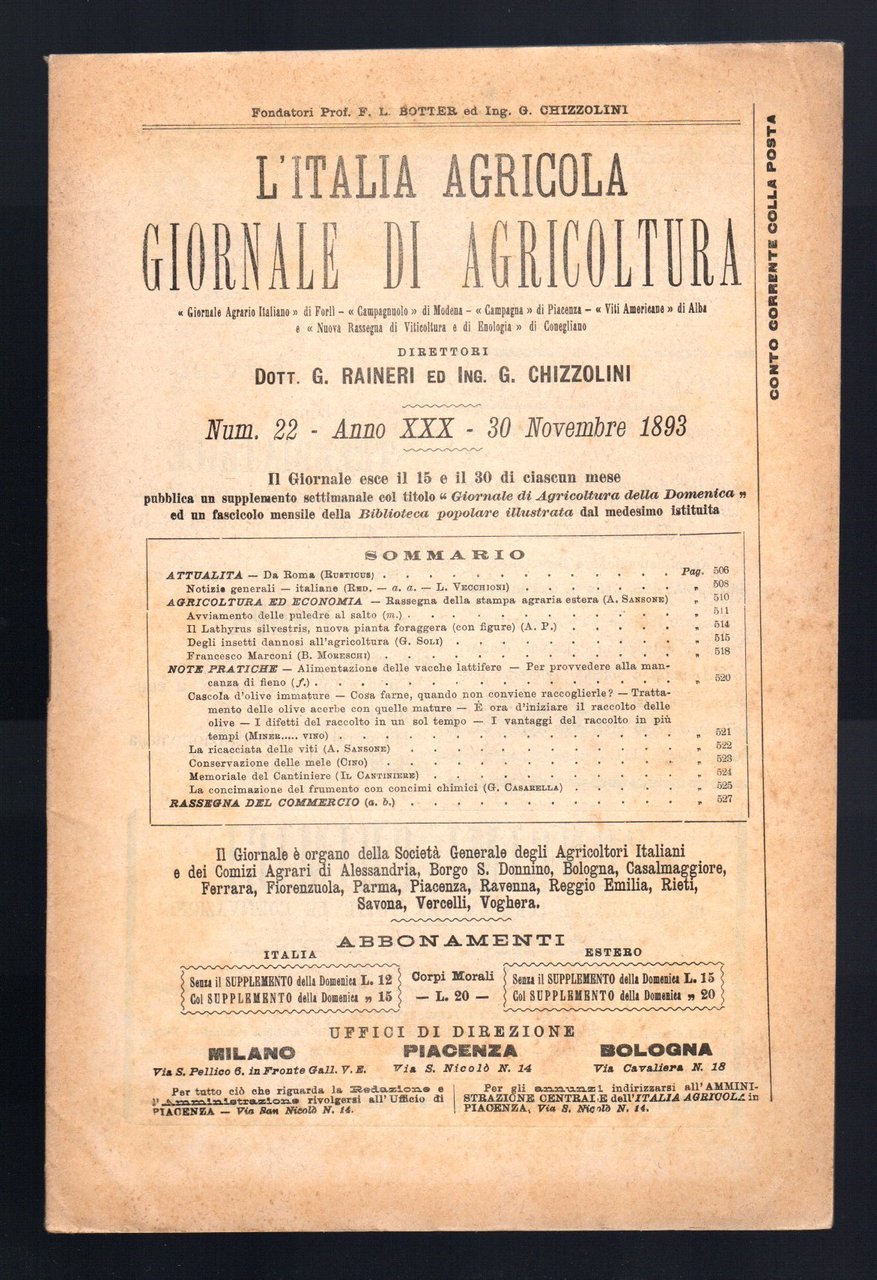 Fondatori Prof. F. L. BOTTER ed Ing. G. CHIZZOLINI
L'ITALIA AGRICOLA
GIORNALE DI AGRICOLTURA
« Giornale Agrario Italiano » di Forlì – « Campagnuolo » di Modena – « Campagna » di Piacenza – « Viti Americane » di Alba
e « Nuova Rassegna di Viticoltura e di Enologia » di Conegliano
DIRETTORI
DOTT. G. RAINERI ED ING. G. CHIZZOLINI
Num. 22 - Anno XXX - 30 Novembre 1893
Il Giornale esce il 15 e il 30 di ciascun mese
pubblica un supplemento settimanale col titolo “ Giornale di Agricoltura della Domenica „
ed un fascicolo mensile della Biblioteca popolare illustrata dal medesimo istituita
SOMMARIO
ATTUALITA — Da Roma (RUSTICUS) . . . . . . . . . . . . Pag. 506
Notizie generali — italiane (RED. — a. a. — L. VECCHIONI) . . . . . . „ 508
AGRICOLTURA ED ECONOMIA — Rassegna della stampa agraria estera (A. SANSONE) „ 510
Avviamento delle puledre al salto (m.) . . . . . . . . . . . „ 511
Il Lathyrus silvestris, nuova pianta foraggera (con figure) (A. P.) . . . . . „ 514
Degli insetti dannosi all'agricoltura (G. SOLI) . . . . . . . . . „ 515
Francesco Marconi (B. MORESCHI) . . . . . . . . . . . . „ 518
NOTE PRATICHE — Alimentazione delle vacche lattifere — Per provvedere alla man-
canza di fieno (f.) . . . . . . . . . . . . . . . „ 520
Cascola d'olive immature — Cosa farne, quando non conviene raccoglierle? — Tratta-
mento delle olive acerbe con quelle mature — È ora d'iniziare il raccolto delle
olive — I difetti del raccolto in un sol tempo — I vantaggi del raccolto in più
tempi (MINER..... VINO) . . . . . . . . . . . . . . „ 521
La ricacciata delle viti (A. SANSONE) . . . . . . . . . . . „ 522
Conservazione delle mele (CINO) . . . . . . . . . . . . „ 523
Memoriale del Cantiniere (IL CANTINIERE) . . . . . . . . . . „ 524
La concimazione del frumento con concimi chimici (G. CASARELLA) . . . . . „ 525
RASSEGNA DEL COMMERCIO (a. b.) . . . . . . . . . . . . „ 527
Il Giornale è organo della Società Generale degli Agricoltori Italiani
e dei Comizi Agrari di Alessandria, Borgo S. Donnino, Bologna, Casalmaggiore,
Ferrara, Fiorenzuola, Parma, Piacenza, Ravenna, Reggio Emilia, Rieti,
Savona, Vercelli, Voghera.
ABBONAMENTI
ITALIA
Senza il SUPPLEMENTO della Domenica L. 12
Col SUPPLEMENTO della Domenica „ 15
Corpi Morali
— L. 20 —
ESTERO
Senza il SUPPLEMENTO della Domenica L. 15
Col SUPPLEMENTO della Domenica „ 20
UFFICI DI DIREZIONE
MILANO
Via S. Pellico 6. in Fronte Gall. V. E.
PIACENZA
Via S. Nicolò N. 14
BOLOGNA
Via Cavaliera N. 18
Per tutto ciò che riguarda la Redazione e
l'Amministrazione rivolgersi all'Ufficio di
PIACENZA — Via San Nicolò N. 14.
Per gli annunzi indirizzarsi all'AMMINI-
STRAZIONE CENTRALE dell'ITALIA AGRICOLA in
PIACENZA, Via S. Nicolò N. 14.
CONTO CORRENTE COLLA POSTA